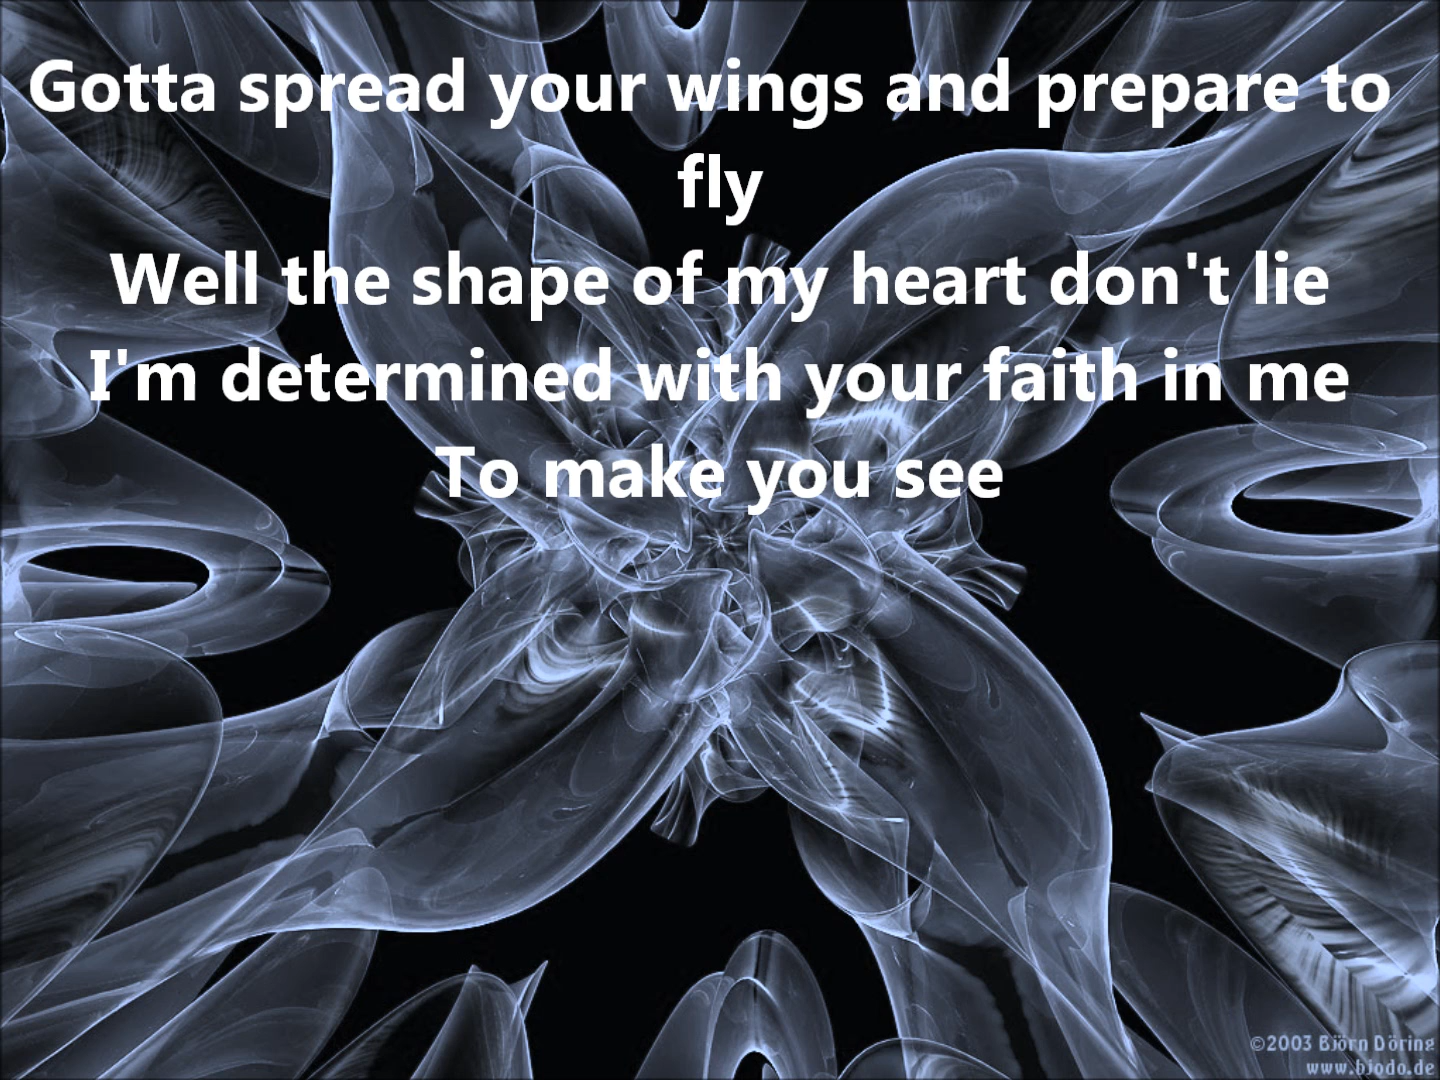 Gotta spread your wings and prepare to
fly
Well the shape of my heart don't lie
I'm determined with your faith in me
To make you see
©2003 Björn Döring
www.bjodo.de